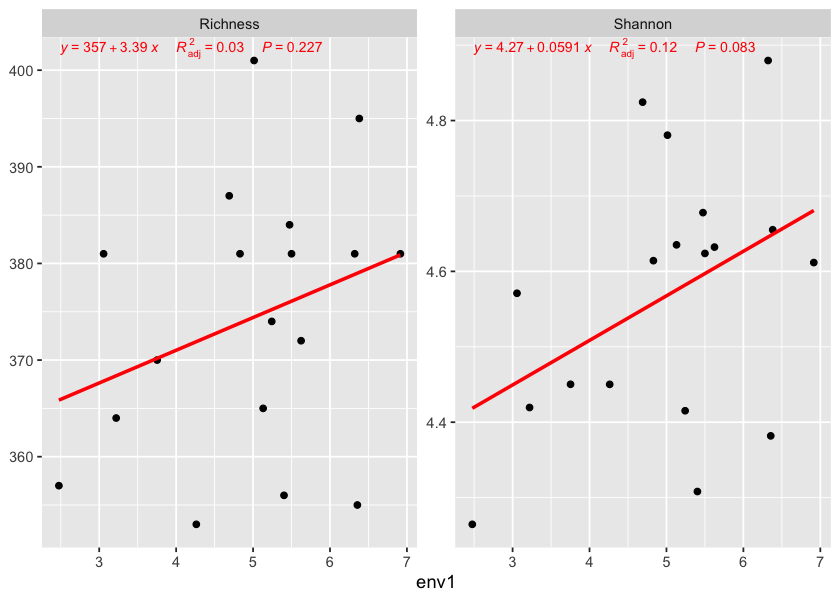 Richness
Shannon
y = 357 + 3.39 x R²adj = 0.03 P = 0.227
y = 4.27 + 0.0591 x R²adj = 0.12 P = 0.083
400
390
380
370
360
3 4 5 6 7
4.8
4.6
4.4
3 4 5 6 7
env1